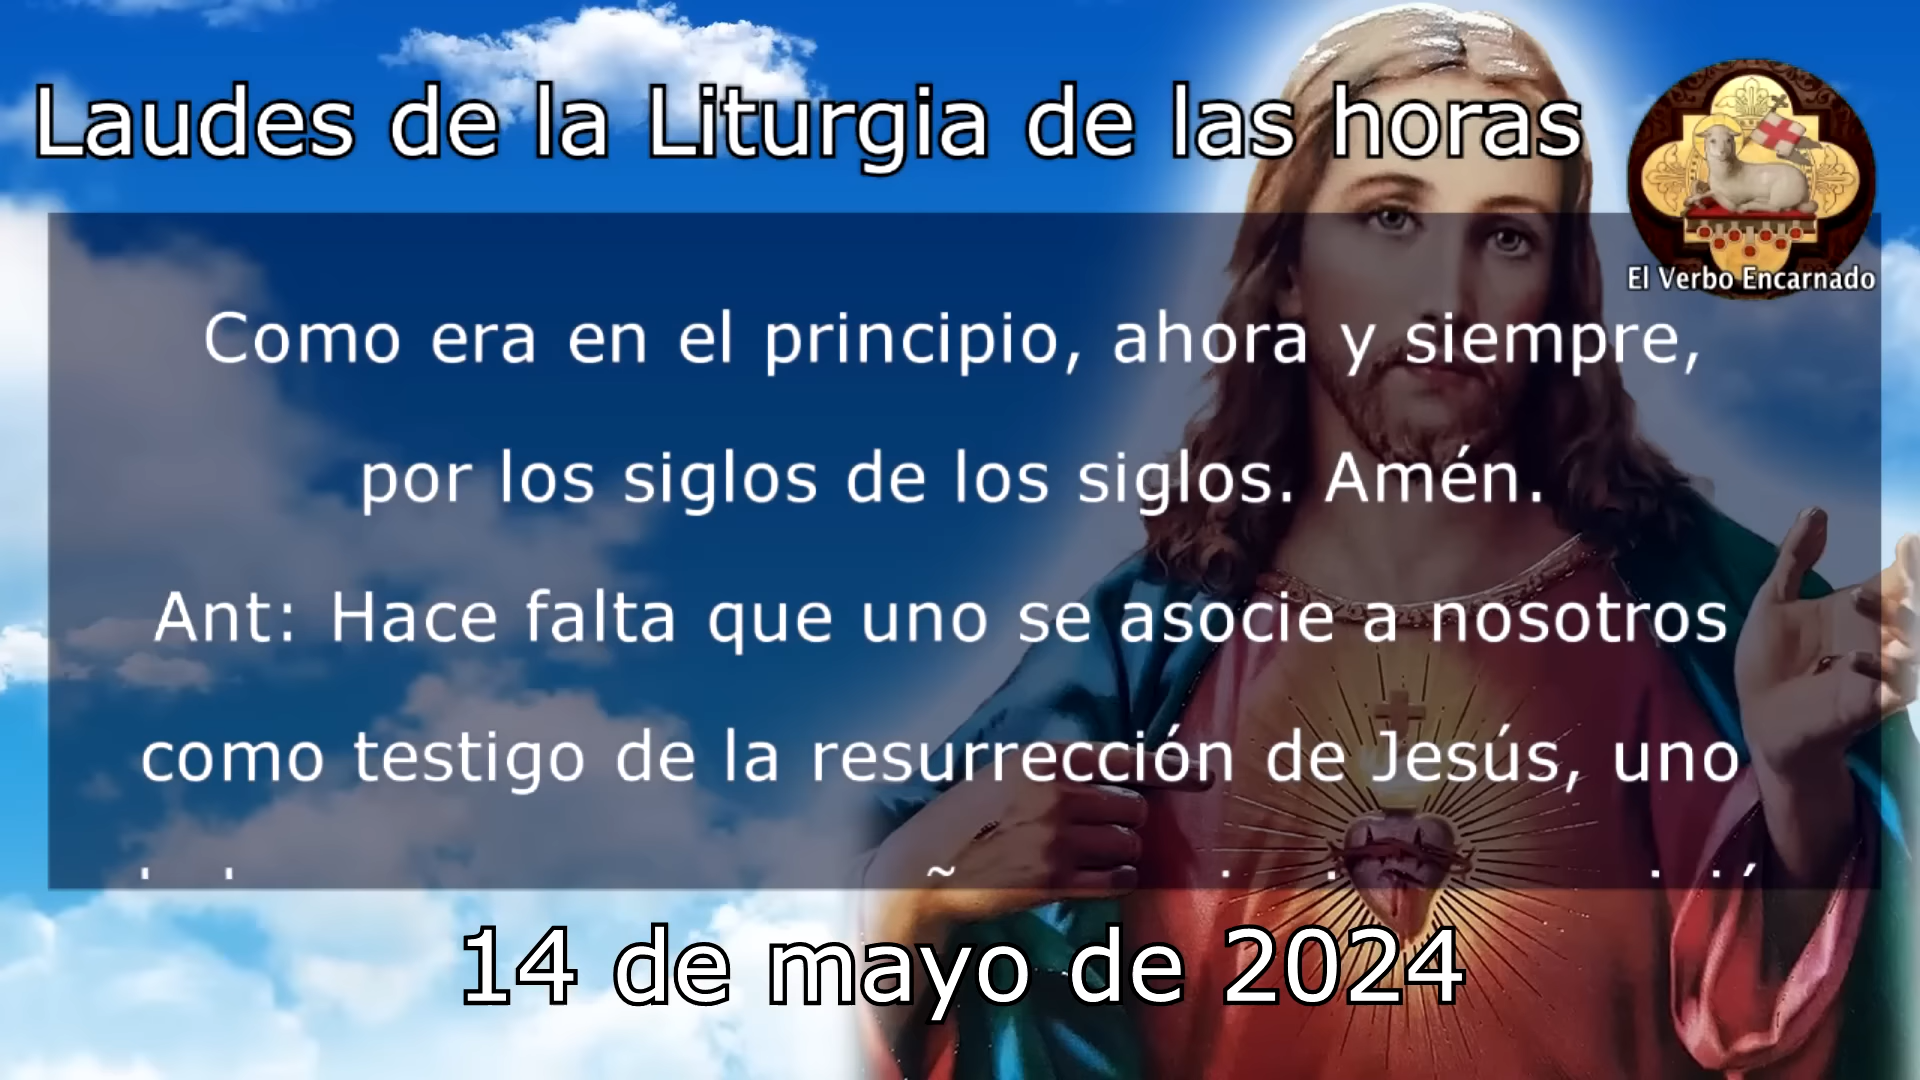 Laudes de la Liturgia de las horas
El Verbo Encarnado
Como era en el principio, ahora y siempre,
por los siglos de los siglos. Amén.
Ant: Hace falta que uno se asocie a nosotros
como testigo de la resurrección de Jesús, uno
14 de mayo de 2024